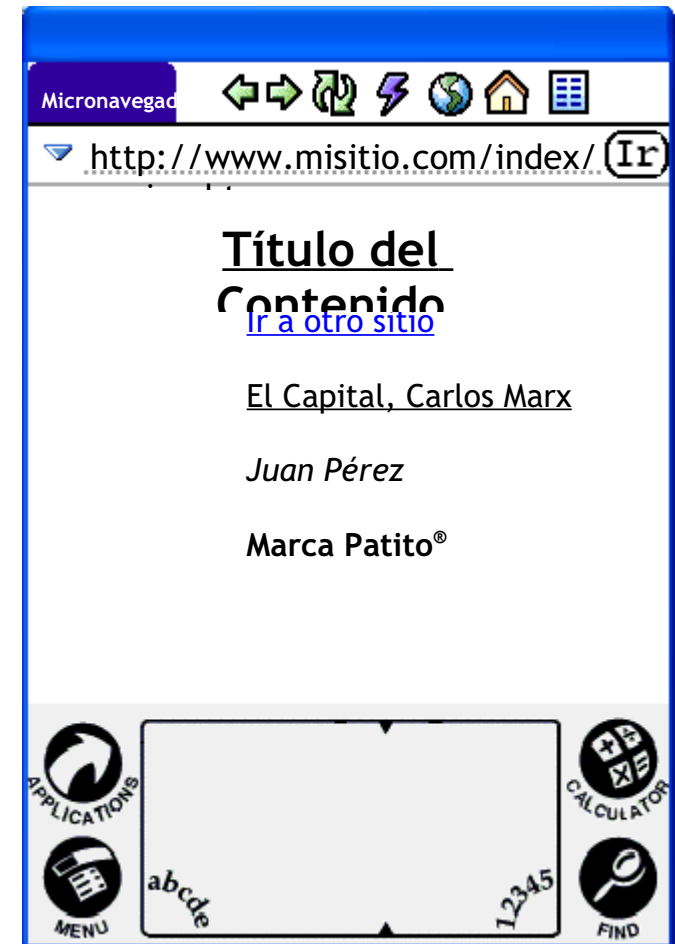 Micronavegad
http://www.misitio.com/index/
Ir
Título del
Contenido
Ir a otro sitio
El Capital, Carlos Marx
Juan Pérez
Marca Patito®
APPLICATIONS
CALCULATOR
abcde
12345
MENU
FIND